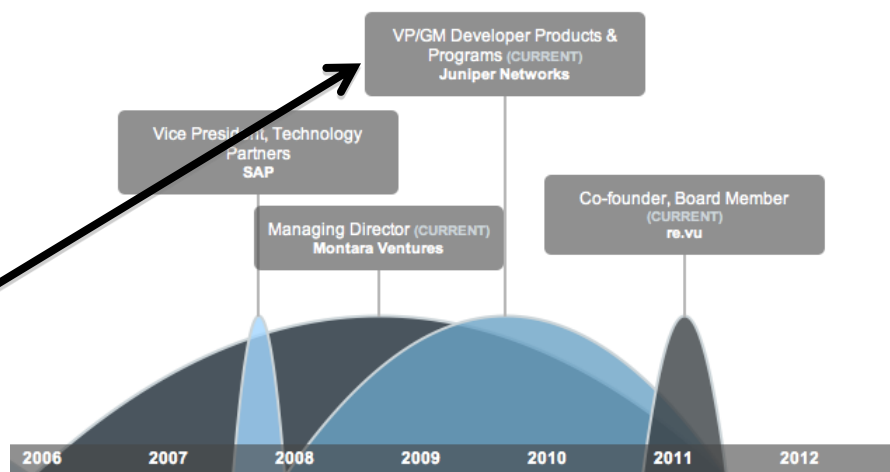 VP/GM Developer Products &
Programs (CURRENT)
Juniper Networks
Vice President, Technology
Partners
SAP
Managing Director (CURRENT)
Montara Ventures
Co-founder, Board Member
(CURRENT)
re.vu
2006 2007 2008 2009 2010 2011 2012